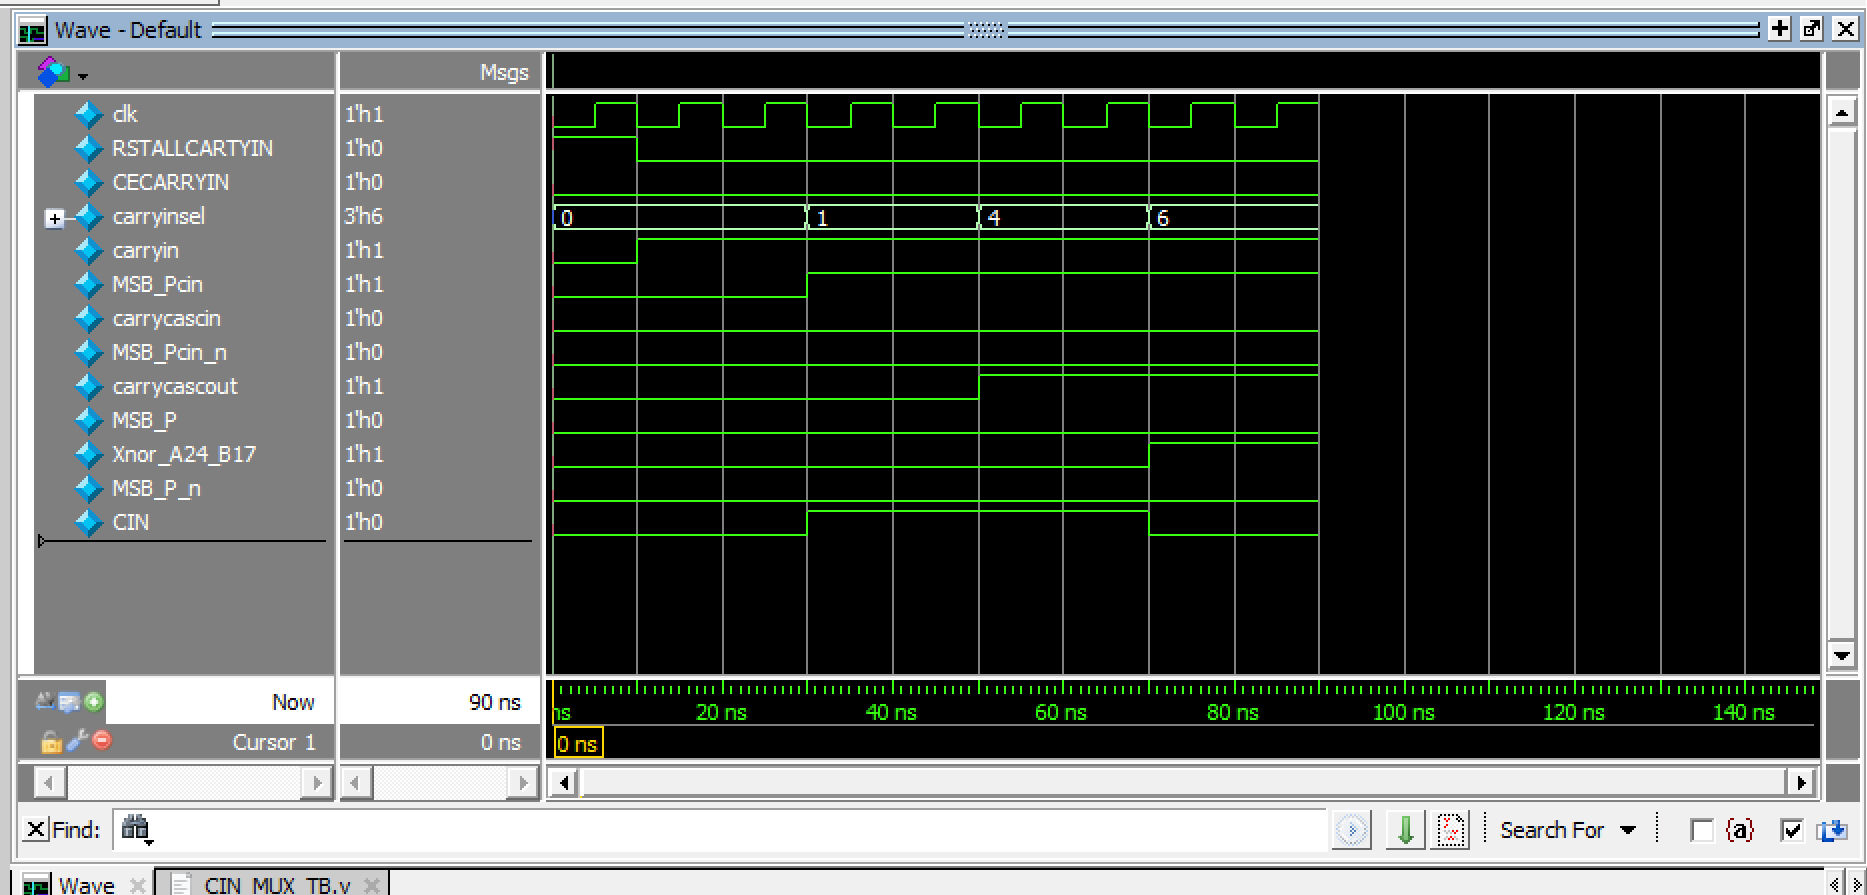 Wave - Default
Msgs
clk 1'h1
RSTALLCARTYIN 1'h0
CECARRYIN 1'h0
carryinsel 3'h6 0 1 4 6
carryin 1'h1
MSB_Pcin 1'h1
carrycascin 1'h0
MSB_Pcin_n 1'h0
carrycascout 1'h1
MSB_P 1'h0
Xnor_A24_B17 1'h1
MSB_P_n 1'h0
CIN 1'h0
Now 90 ns ns 20 ns 40 ns 60 ns 80 ns 100 ns 120 ns 140 ns
Cursor 1 0 ns 0 ns
Find: Search For {a}
Wave CIN_MUX_TB.v